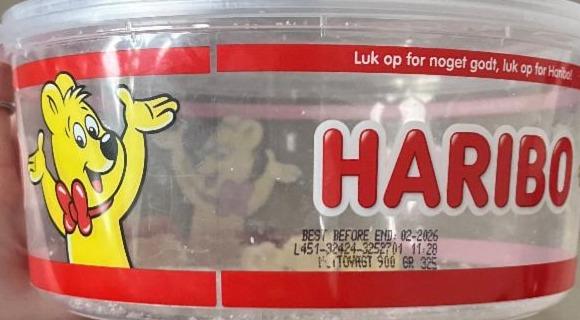 Luk op for noget godt, luk op for Haribo!
HARIBO
BEST BEFORE END: 02-2026
L451-32424-3252701 11:28
NETTOVÆGT 900 GR 325